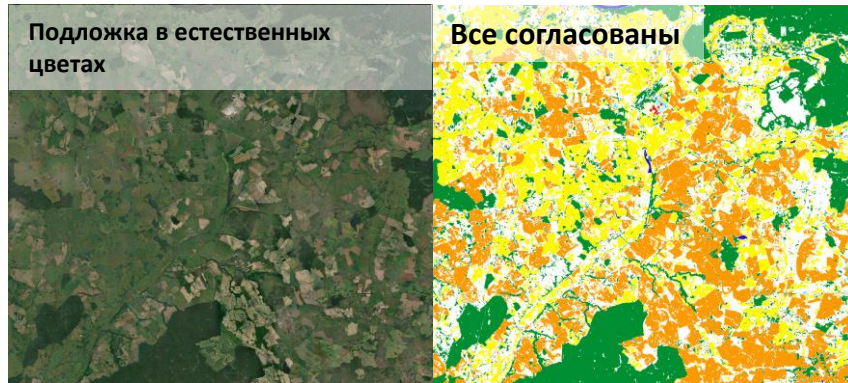 Подложка в естественных
цветах
Все согласованы